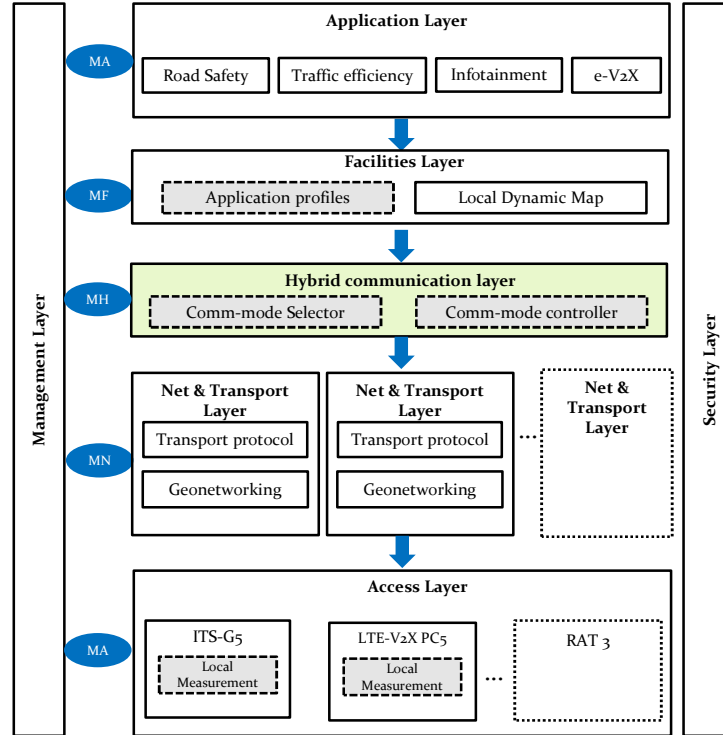 Application Layer
MA
Road Safety
Traffic efficiency
Infotainment
e-V2X
Facilities Layer
MF
Application profiles
Local Dynamic Map
Hybrid communication layer
MH
Comm-mode Selector
Comm-mode controller
Management Layer
Security Layer
Net & Transport
Layer
Transport protocol
Geonetworking
Net & Transport
Layer
Transport protocol
Geonetworking
...
Net &
Transport
Layer
MN
Access Layer
MA
ITS-G5
Local
Measurement
LTE-V2X PC5
Local
Measurement
...
RAT 3